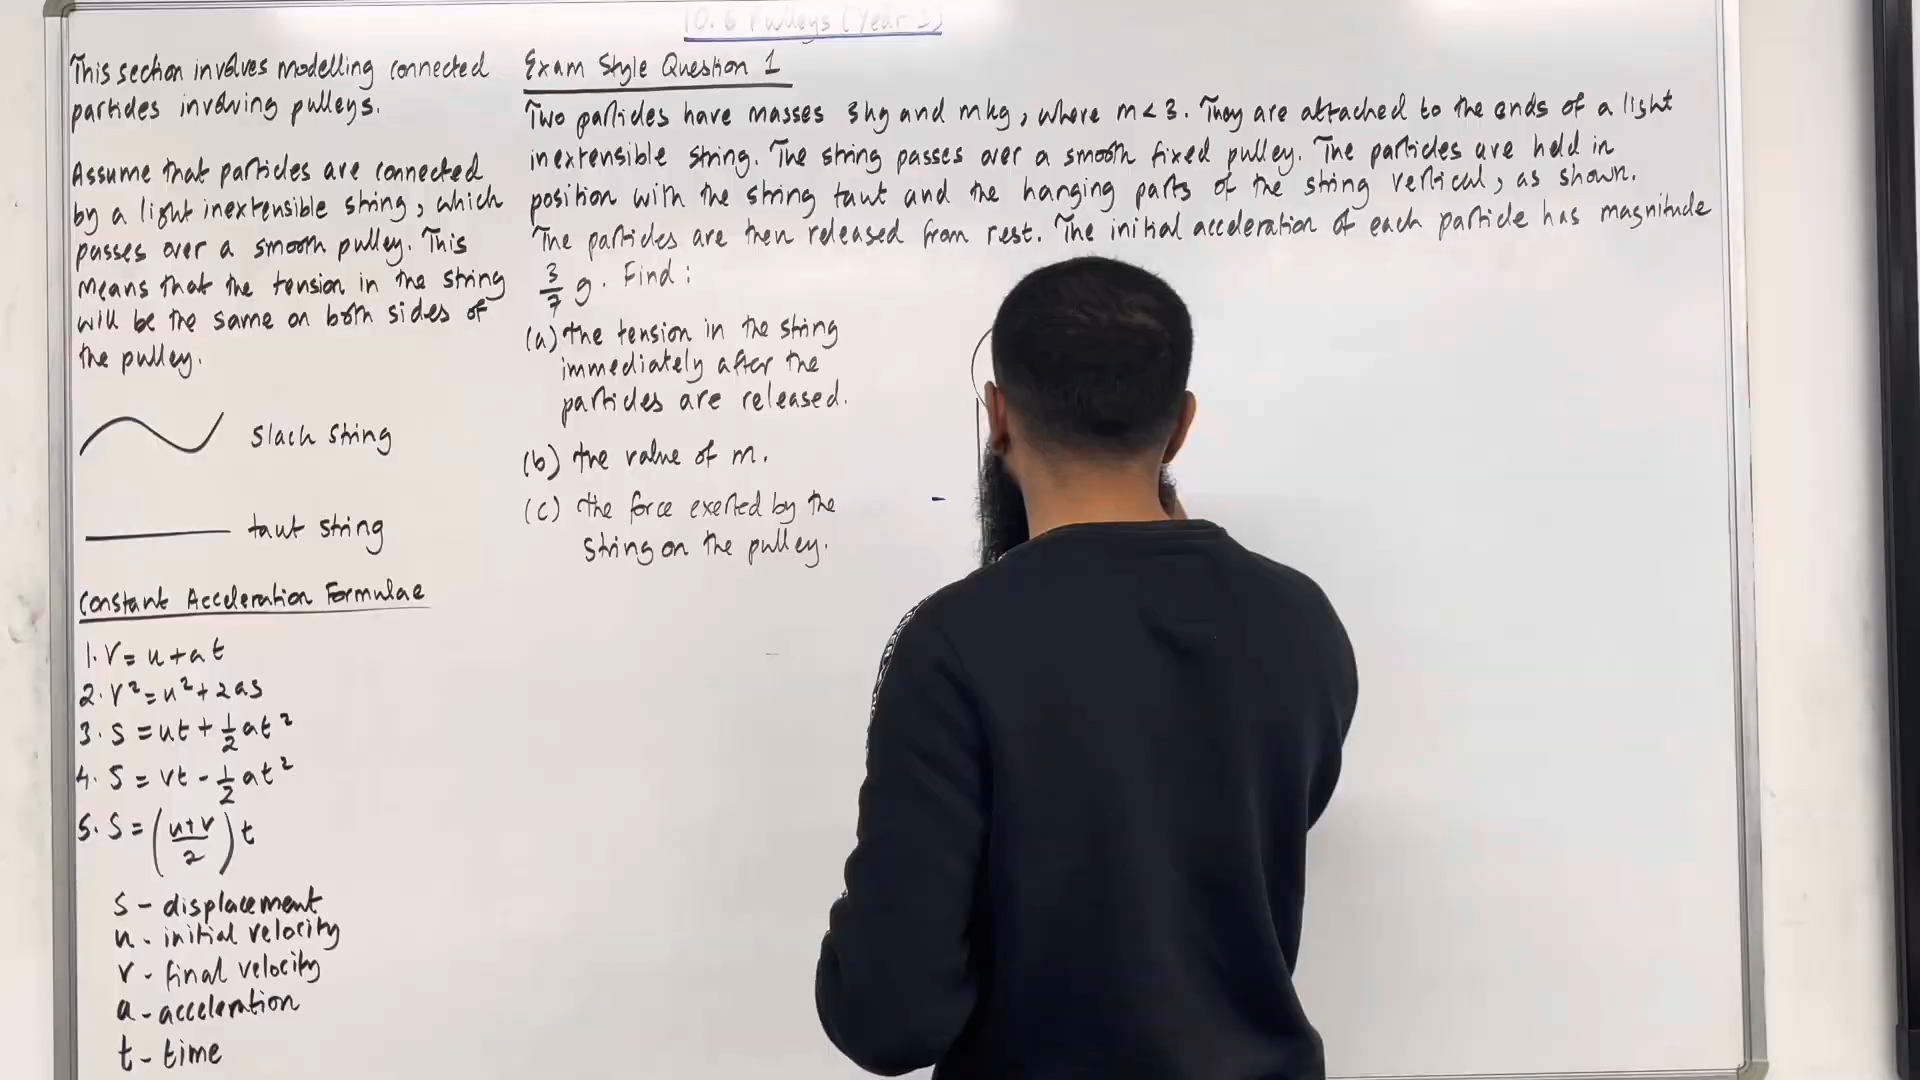 10.6 Pulleys (Year 1)
This section involves modelling connected
particles involving pulleys.
Assume that particles are connected
by a light inextensible string, which
passes over a smooth pulley. This
means that the tension in the string
will be the same on both sides of
the pulley.
slack string
taut string
Constant Acceleration Formulae
1. v = u + at
2. v² = u² + 2as
3. s = ut + 1/2 at²
4. s = vt - 1/2 at²
5. s = (u+v/2) t
s - displacement
u - initial velocity
v - final velocity
a - acceleration
t - time
Exam Style Question 1
Two particles have masses 3kg and mkg, where m < 3. They are attached to the ends of a light
inextensible string. The string passes over a smooth fixed pulley. The particles are held in
position with the string taut and the hanging parts of the string vertical, as shown.
The particles are then released from rest. The initial acceleration of each particle has magnitude
3/7 g. Find:
(a) the tension in the string
immediately after the
particles are released.
(b) the value of m.
(c) the force exerted by the
string on the pulley.